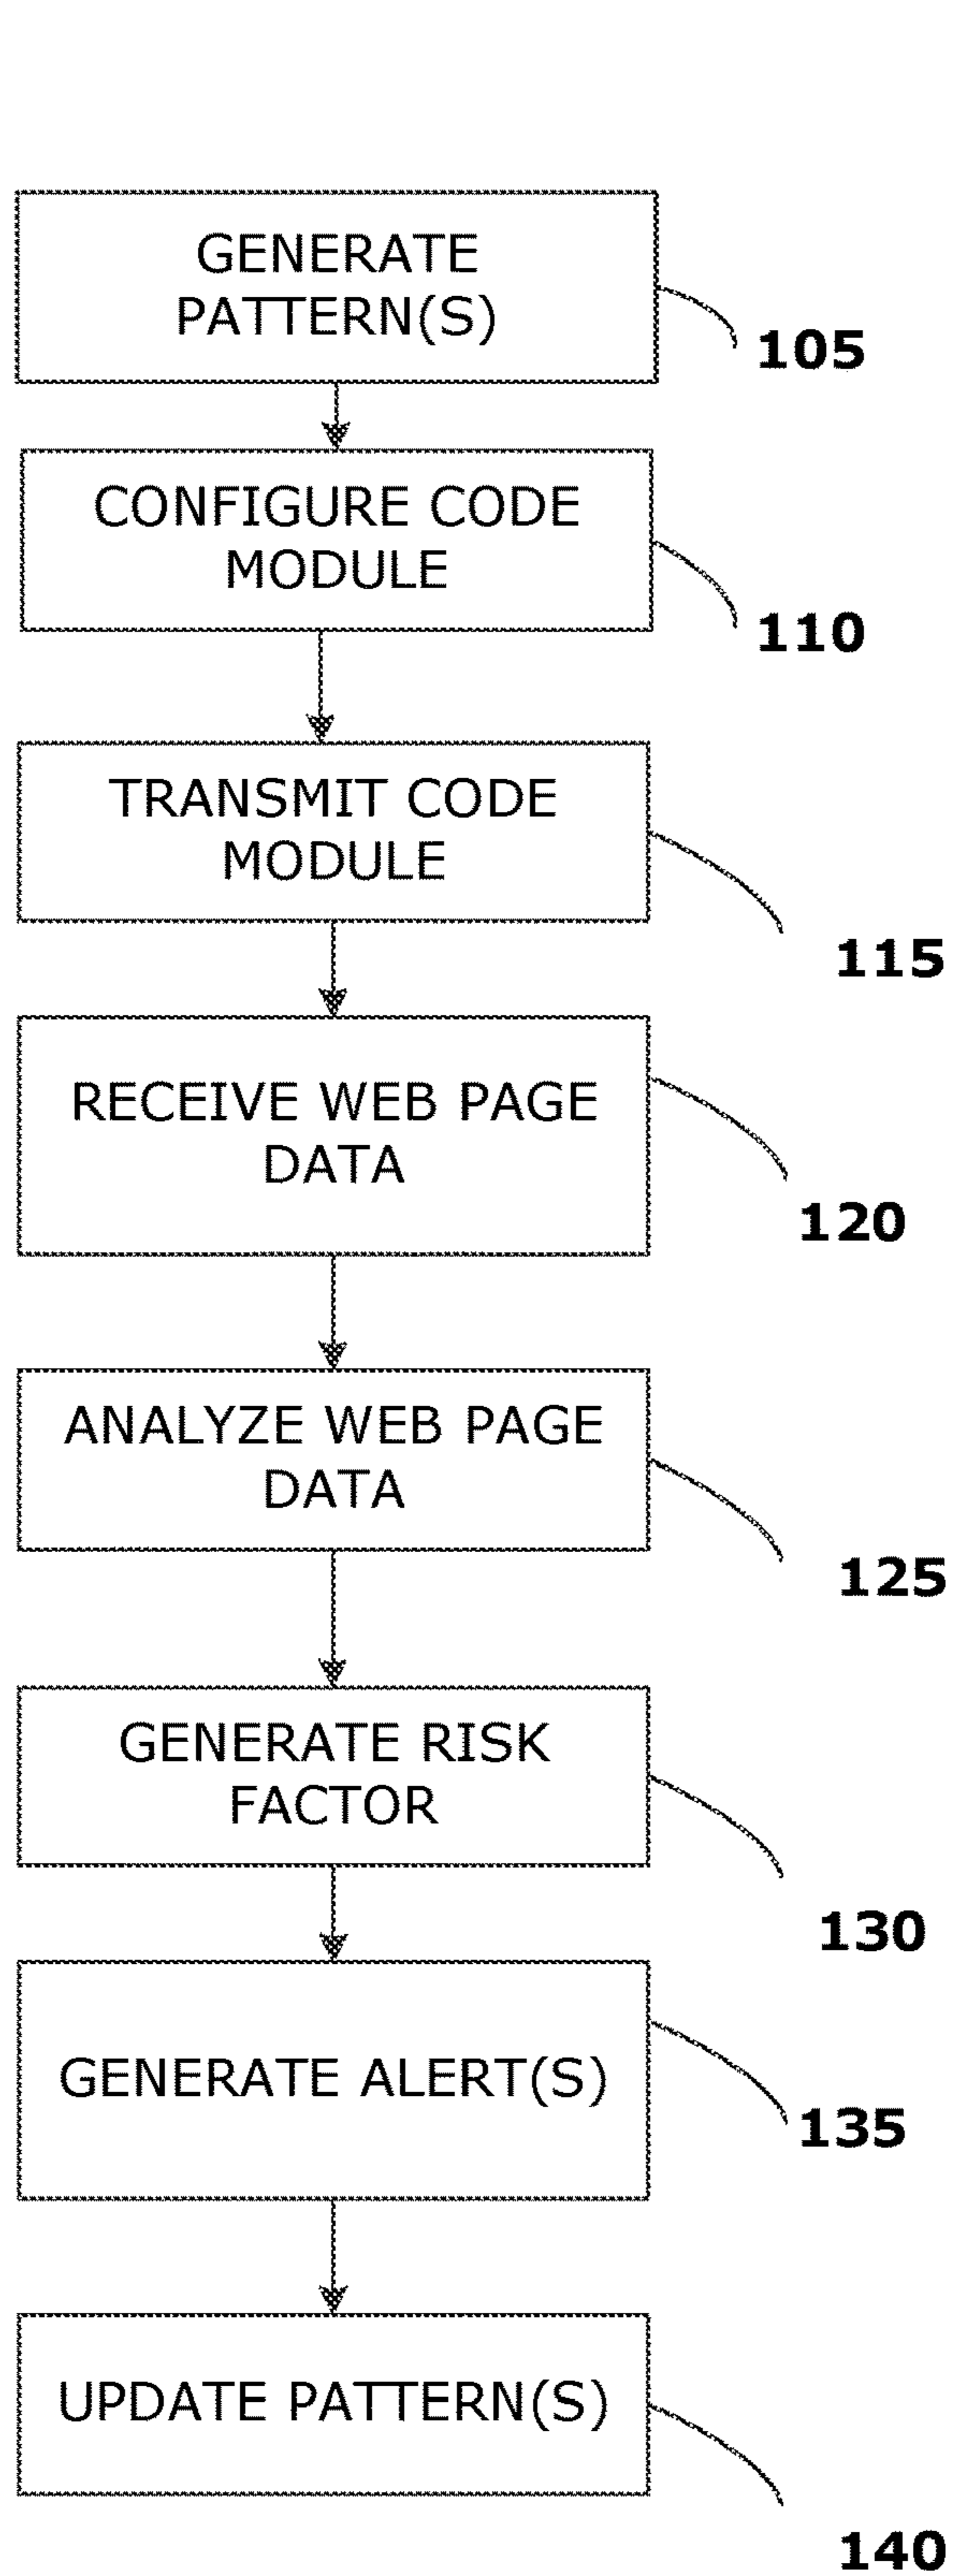 GENERATE
PATTERN(S)
105
CONFIGURE CODE
MODULE
110
TRANSMIT CODE
MODULE
115
RECEIVE WEB PAGE
DATA
120
ANALYZE WEB PAGE
DATA
125
GENERATE RISK
FACTOR
130
GENERATE ALERT(S)
135
UPDATE PATTERN(S)
140